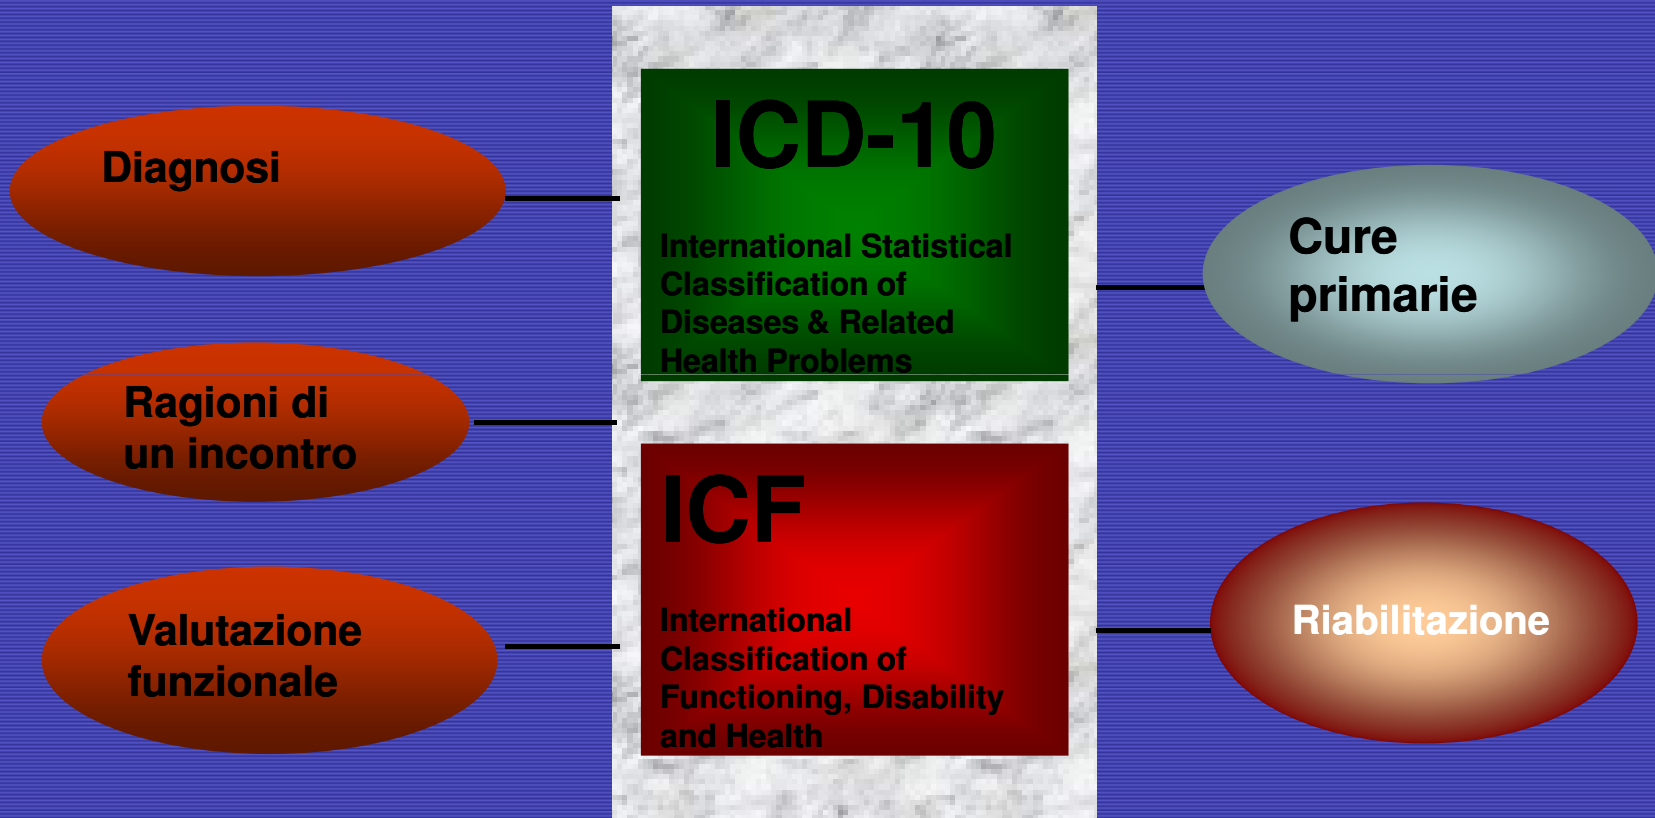 Diagnosi
Ragioni di
un incontro
Valutazione
funzionale
ICD-10
International Statistical
Classification of
Diseases & Related
Health Problems
ICF
International
Classification of
Functioning, Disability
and Health
Cure
primarie
Riabilitazione